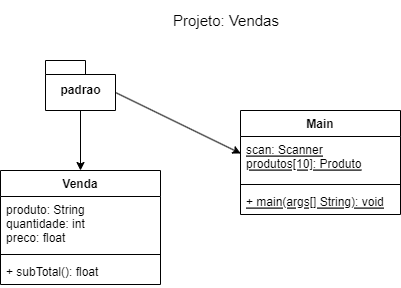 Projeto: Vendas
padrao
Main
scan: Scanner
produtos[10]: Produto
+ main(args[] String): void
Venda
produto: String
quantidade: int
preco: float
+ subTotal(): float